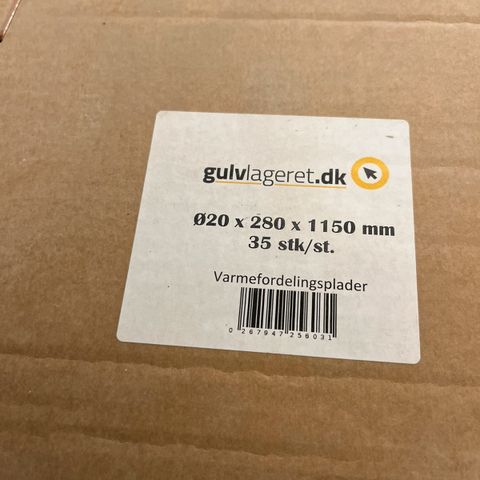 gulvlageret.dk
Ø20 x 280 x 1150 mm
35 stk/st.
Varmefordelingsplader
0 267947 256031